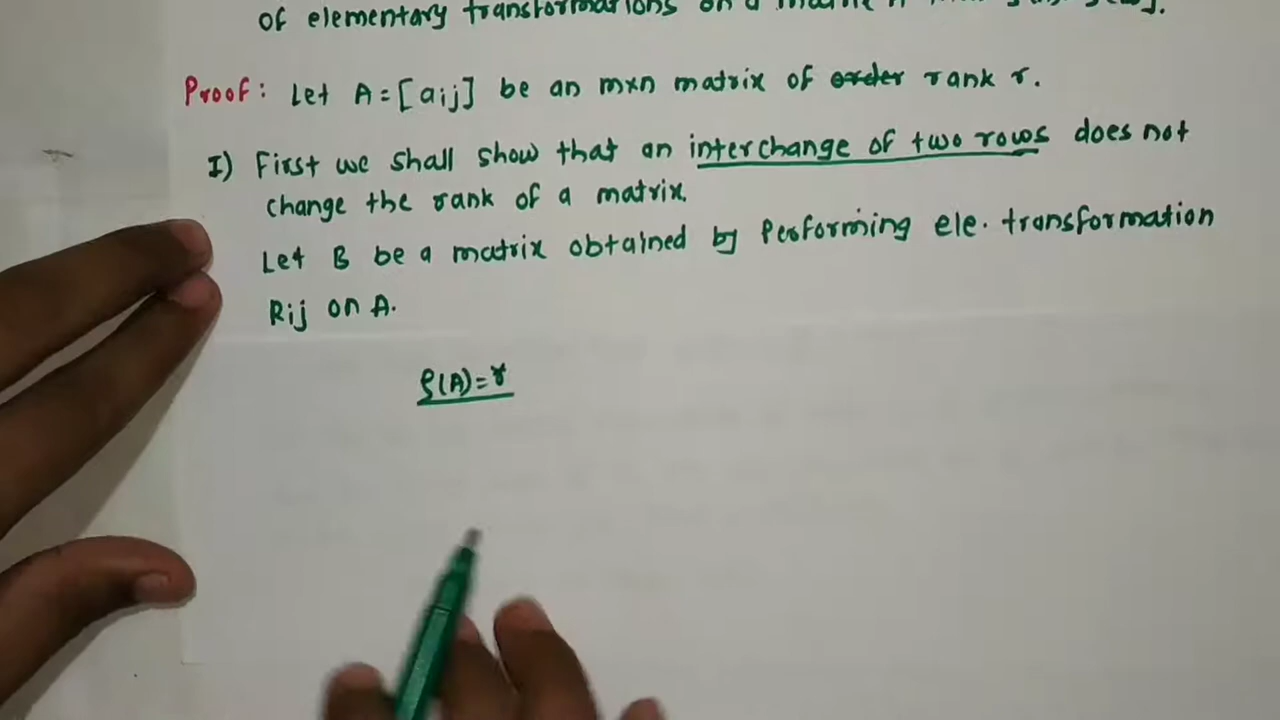 of elementary transformations on a matrix
Proof: Let A=[aij] be an mxn matrix of order rank r.
I) First we shall show that an interchange of two rows does not
change the rank of a matrix.
Let B be a matrix obtained by Performing ele. transformation
Rij on A.
ρ(A)=r